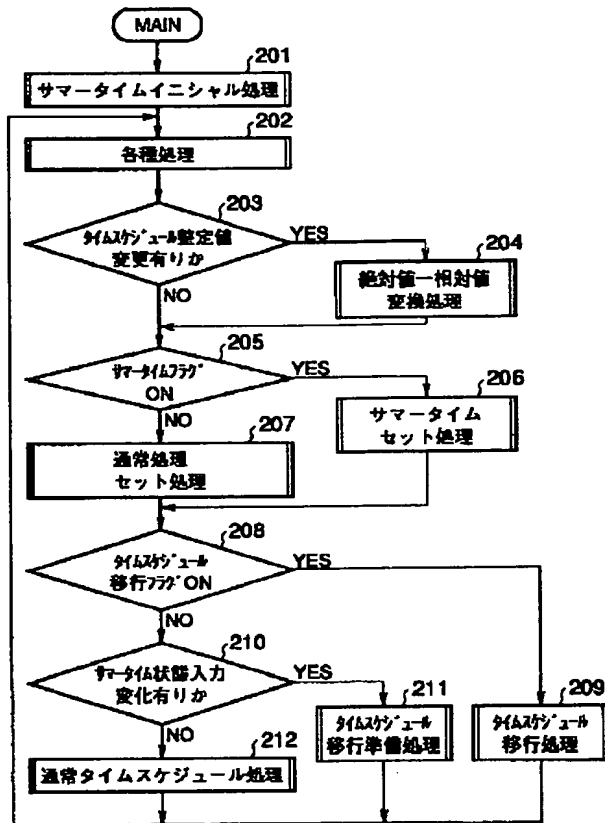 MAIN
201
サマータイムイニシャル処理
202
各種処理
203
ﾀｲﾑｽｹｼﾞｭｰﾙ整定値
変更有りか
YES
204
絶対値−相対値
変換処理
NO
205
ｻﾏｰﾀｲﾑﾌﾗｸﾞ
ON
YES
206
サマータイム
セット処理
NO
207
通常処理
セット処理
208
ﾀｲﾑｽｹｼﾞｭｰﾙ
移行ﾌﾗｸﾞON
YES
NO
210
ｻﾏｰﾀｲﾑ状態入力
変化有りか
YES
211
ﾀｲﾑｽｹｼﾞｭｰﾙ
移行準備処理
209
ﾀｲﾑｽｹｼﾞｭｰﾙ
移行処理
NO
212
通常タイムスケジュール処理